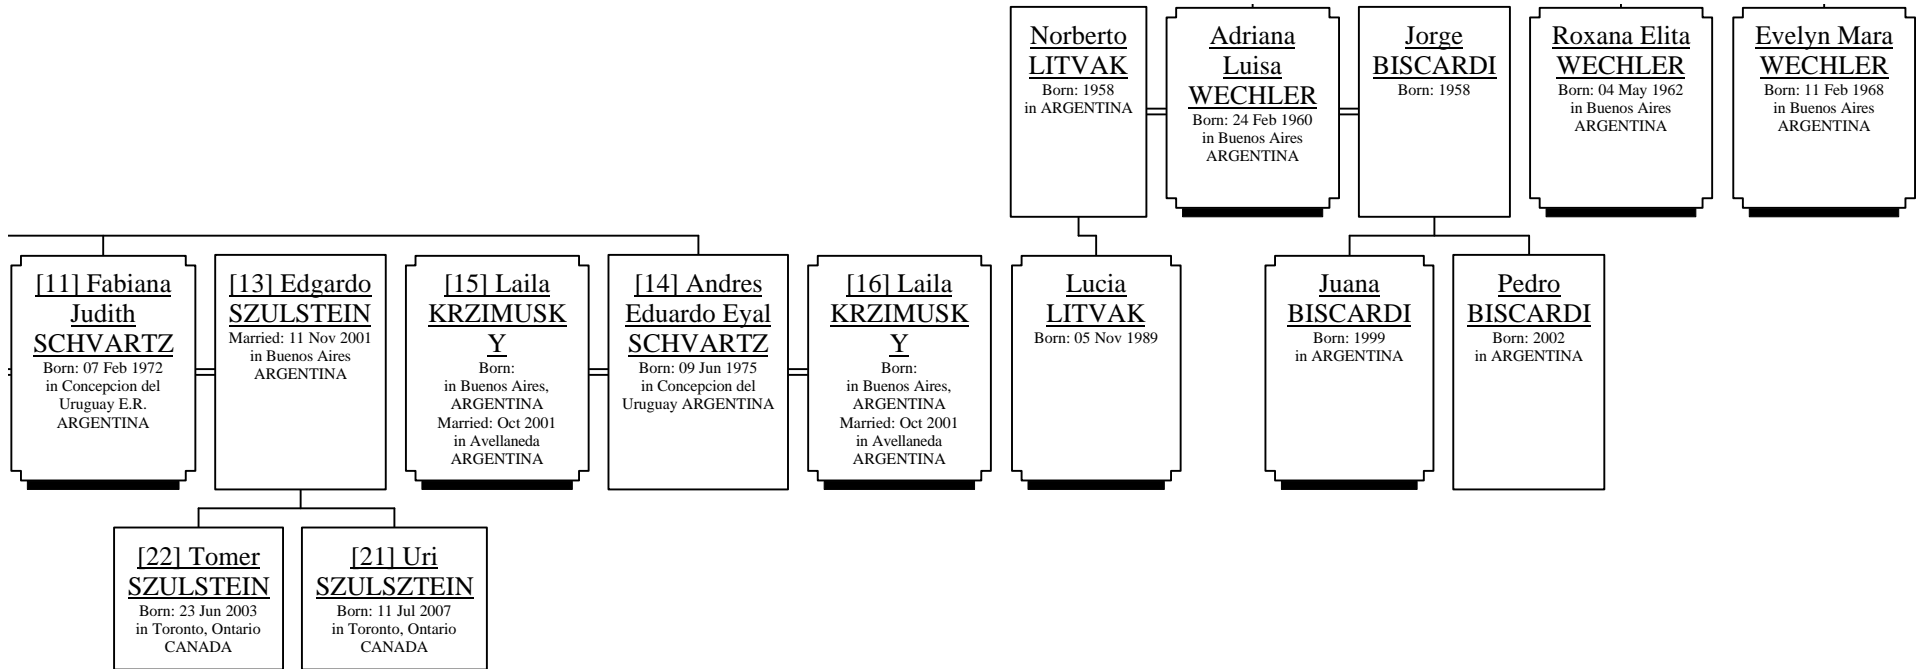 Norberto
LITVAK
Born: 1958
in ARGENTINA
Adriana
Luisa
WECHLER
Born: 24 Feb 1960
in Buenos Aires
ARGENTINA
Jorge
BISCARDI
Born: 1958
Roxana Elita
WECHLER
Born: 04 May 1962
in Buenos Aires
ARGENTINA
Evelyn Mara
WECHLER
Born: 11 Feb 1968
in Buenos Aires
ARGENTINA
[11] Fabiana
Judith
SCHVARTZ
Born: 07 Feb 1972
in Concepcion del
Uruguay E.R.
ARGENTINA
[13] Edgardo
SZULSTEIN
Married: 11 Nov 2001
in Buenos Aires
ARGENTINA
[15] Laila
KRZIMUSK
Y
Born:
in Buenos Aires,
ARGENTINA
Married: Oct 2001
in Avellaneda
ARGENTINA
[14] Andres
Eduardo Eyal
SCHVARTZ
Born: 09 Jun 1975
in Concepcion del
Uruguay ARGENTINA
[16] Laila
KRZIMUSK
Y
Born:
in Buenos Aires,
ARGENTINA
Married: Oct 2001
in Avellaneda
ARGENTINA
Lucia
LITVAK
Born: 05 Nov 1989
Juana
BISCARDI
Born: 1999
in ARGENTINA
Pedro
BISCARDI
Born: 2002
in ARGENTINA
[22] Tomer
SZULSTEIN
Born: 23 Jun 2003
in Toronto, Ontario
CANADA
[21] Uri
SZULSZTEIN
Born: 11 Jul 2007
in Toronto, Ontario
CANADA